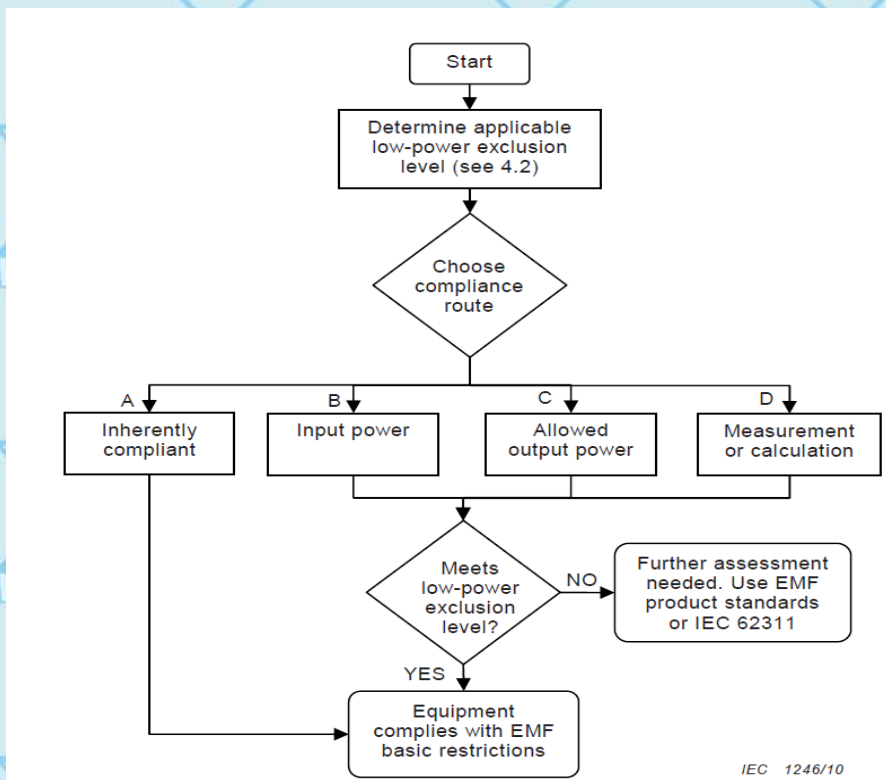 Start
Determine applicable
low-power exclusion
level (see 4.2)
Choose
compliance
route
A
B
C
D
Inherently
compliant
Input power
Allowed
output power
Measurement
or calculation
Meets
low-power
exclusion
level?
NO
Further assessment
needed. Use EMF
product standards
or IEC 62311
YES
Equipment
complies with EMF
basic restrictions
IEC 1246/10